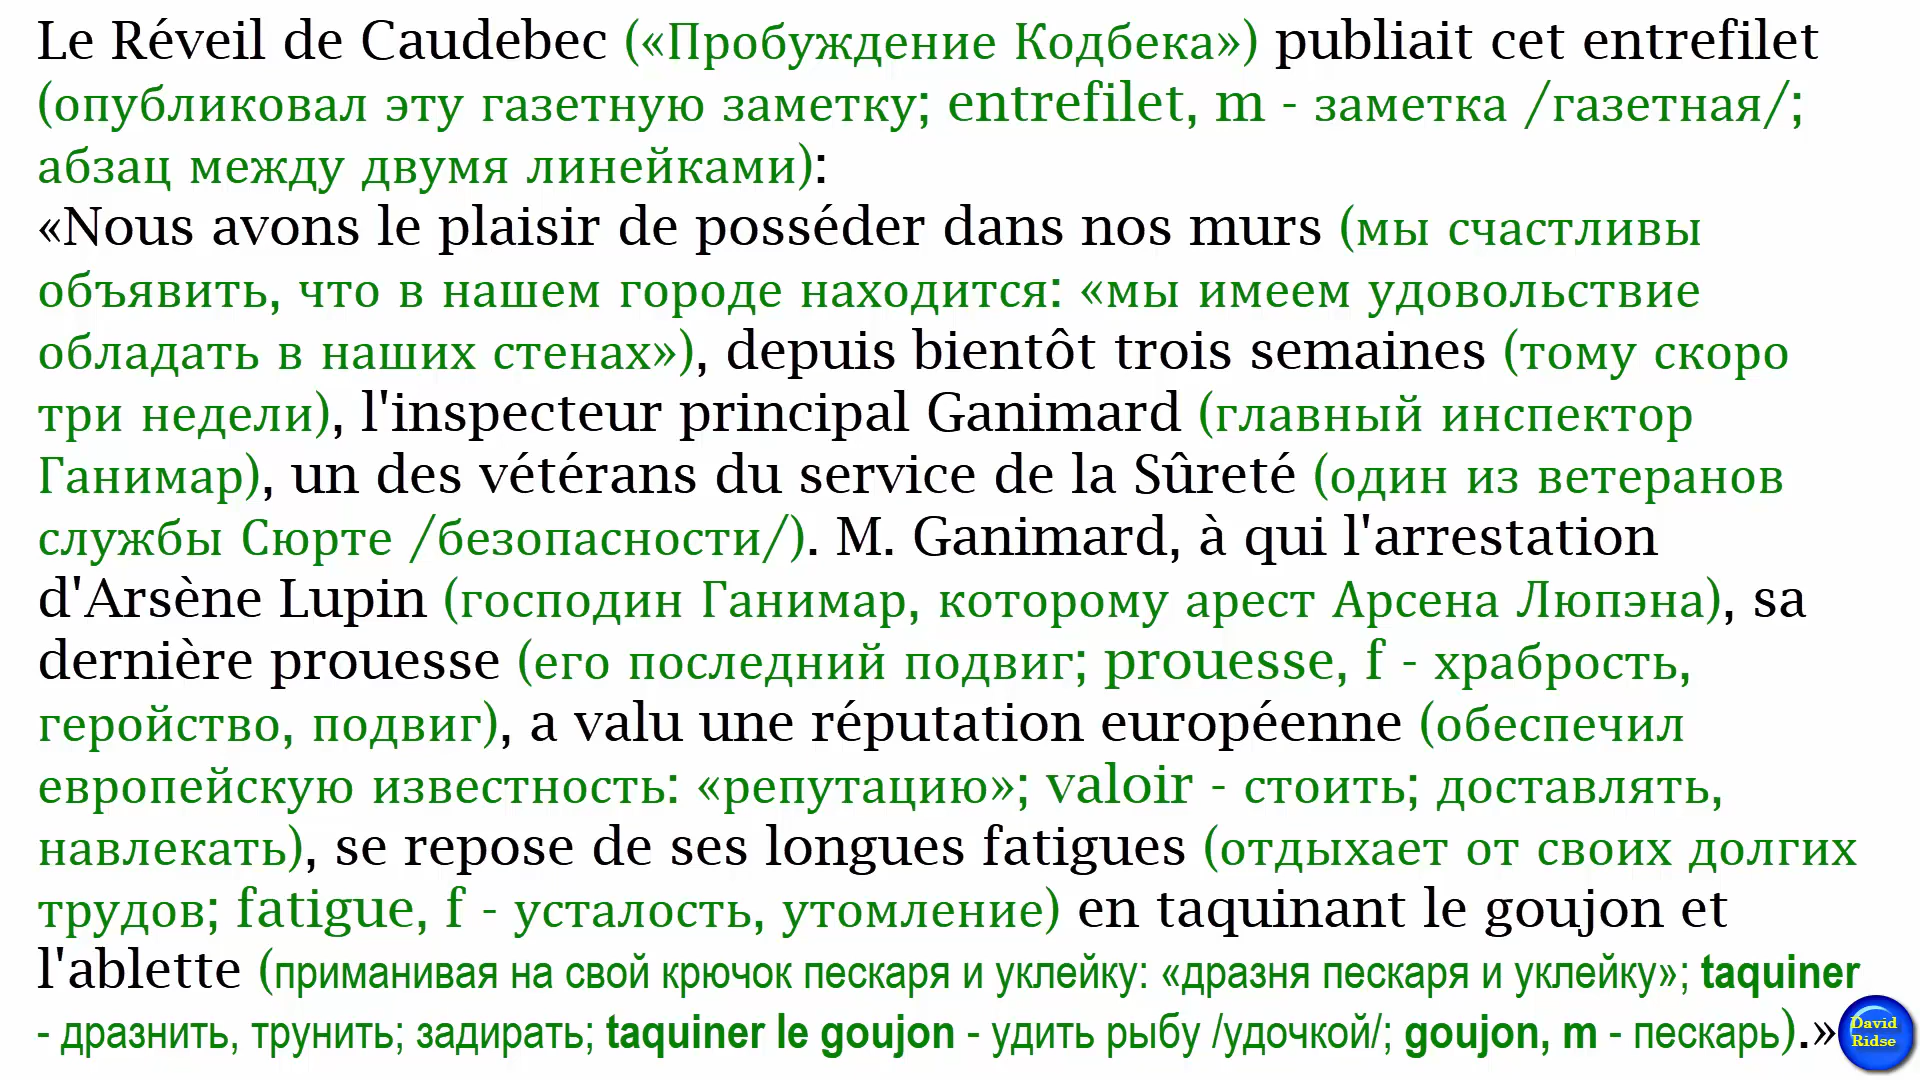 Le Réveil de Caudebec («Пробуждение Кодбека») publiait cet entrefilet
(опубликовал эту газетную заметку; entrefilet, m - заметка /газетная/;
абзац между двумя линейками):
«Nous avons le plaisir de posséder dans nos murs (мы счастливы
объявить, что в нашем городе находится: «мы имеем удовольствие
обладать в наших стенах»), depuis bientôt trois semaines (тому скоро
три недели), l'inspecteur principal Ganimard (главный инспектор
Ганимар), un des vétérans du service de la Sûreté (один из ветеранов
службы Сюрте /безопасности/). M. Ganimard, à qui l'arrestation
d'Arsène Lupin (господин Ганимар, которому арест Арсена Люпэна), sa
dernière prouesse (его последний подвиг; prouesse, f - храбрость,
геройство, подвиг), a valu une réputation européenne (обеспечил
европейскую известность: «репутацию»; valoir - стоить; доставлять,
навлекать), se repose de ses longues fatigues (отдыхает от своих долгих
трудов; fatigue, f - усталость, утомление) en taquinant le goujon et
l'ablette (приманивая на свой крючок пескаря и уклейку: «дразня пескаря и уклейку»; taquiner
- дразнить, трунить; задирать; taquiner le goujon - удить рыбу /удочкой/; goujon, m - пескарь).»
David
Ridse